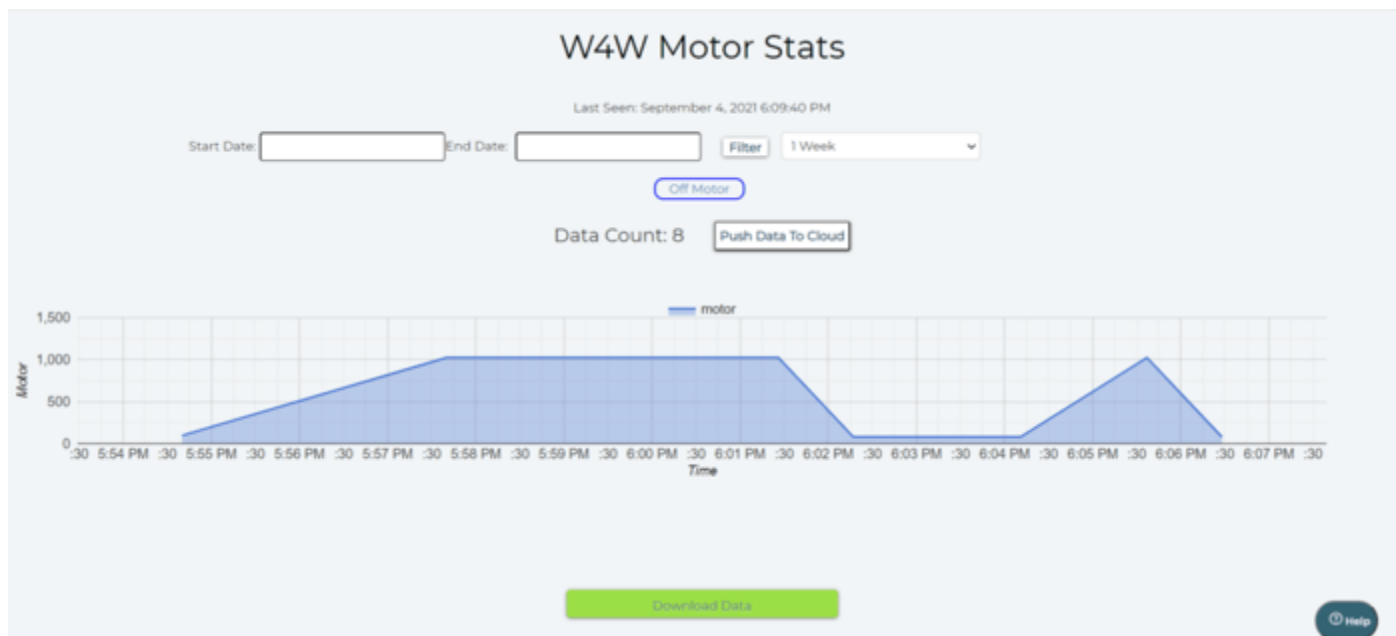 W4W Motor Stats
Last Seen: September 4, 2021 6:09:40 PM
Start Date: End Date: Filter 1 Week
Off Motor
Data Count: 8 Push Data To Cloud
motor
1,500
1,000
500
0
Motor
:30 5:54 PM :30 5:55 PM :30 5:56 PM :30 5:57 PM :30 5:58 PM :30 5:59 PM :30 6:00 PM :30 6:01 PM :30 6:02 PM :30 6:03 PM :30 6:04 PM :30 6:05 PM :30 6:06 PM :30 6:07 PM :30
Time
Download Data
Help